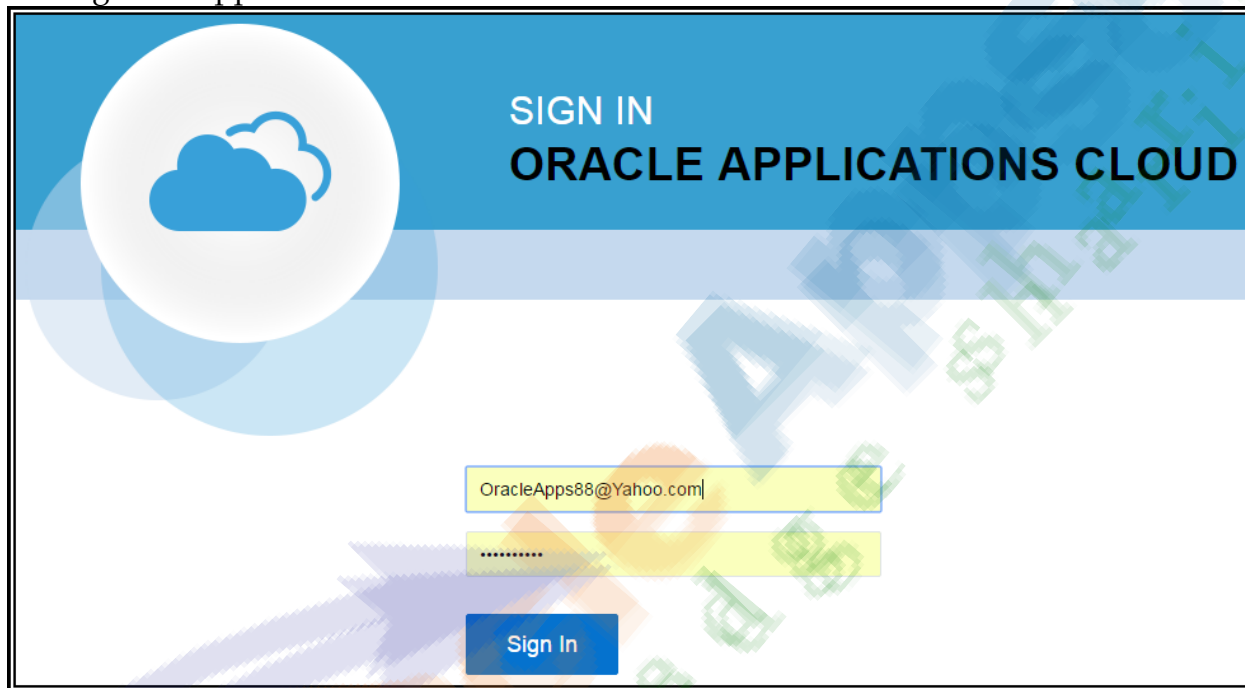 SIGN IN
ORACLE APPLICATIONS CLOUD
OracleApps88@Yahoo.com
••••••••••
Sign In